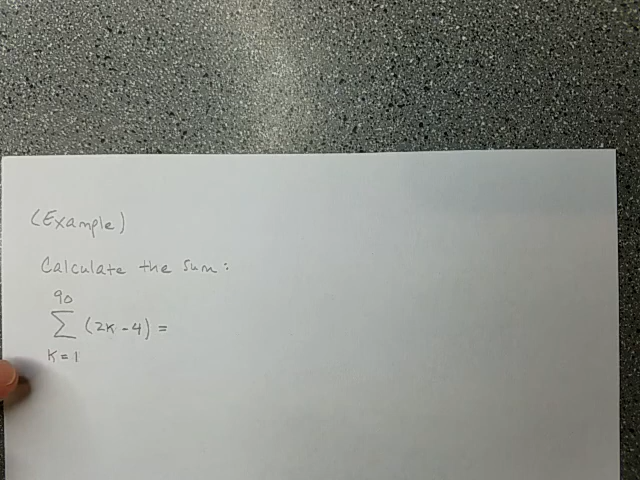 (Example)
Calculate the sum:
90
∑ (2k-4) =
k=1